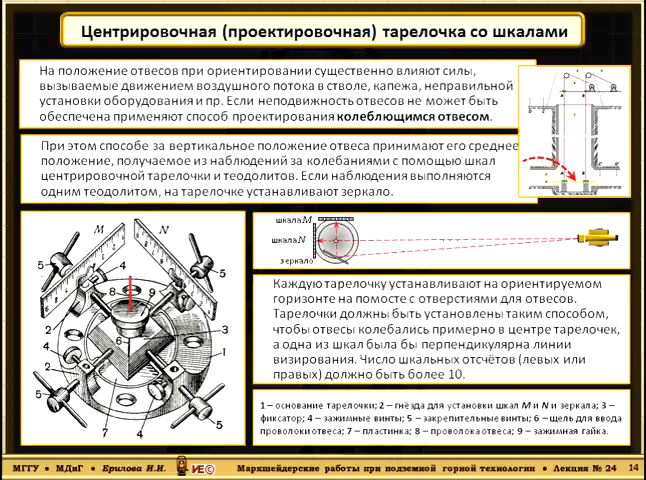 Центрировочная (проектировочная) тарелочка со шкалами
На положение отвесов при ориентировании существенно влияют силы,
вызываемые движением воздушного потока в стволе, капежа, неправильной
установки оборудования и пр. Если неподвижность отвесов не может быть
обеспечена применяют способ проектирования колеблющимся отвесом.
При этом способе за вертикальное положение отвеса принимают его среднее
положение, получаемое из наблюдений за колебаниями с помощью шкал
центрировочной тарелочки и теодолитов. Если наблюдения выполняются
одним теодолитом, на тарелочке устанавливают зеркало.
M N
5 4 5
8 9
2 3
6
4 1
2
5 5
7 4
шкала M
шкала N
зеркало
Каждую тарелочку устанавливают на ориентируемом
горизонте на помосте с отверстиями для отвесов.
Тарелочки должны быть установлены таким способом,
чтобы отвесы колебались примерно в центре тарелочек,
а одна из шкал была бы перпендикулярна линии
визирования. Число шкальных отсчётов (левых или
правых) должно быть более 10.
1 – основание тарелочки; 2 – гнёзда для установки шкал M и N и зеркала; 3 –
фиксатор; 4 – зажимные винты; 5 – закрепительные винты; 6 – щель для ввода
проволоки отвеса; 7 – пластинка; 8 – проволока отвеса; 9 – зажимная гайка.
МГГУ • МДиГ • Ерилова И.И. ИЕ© Маркшейдерские работы при подземной горной технологии • Лекция № 24 14